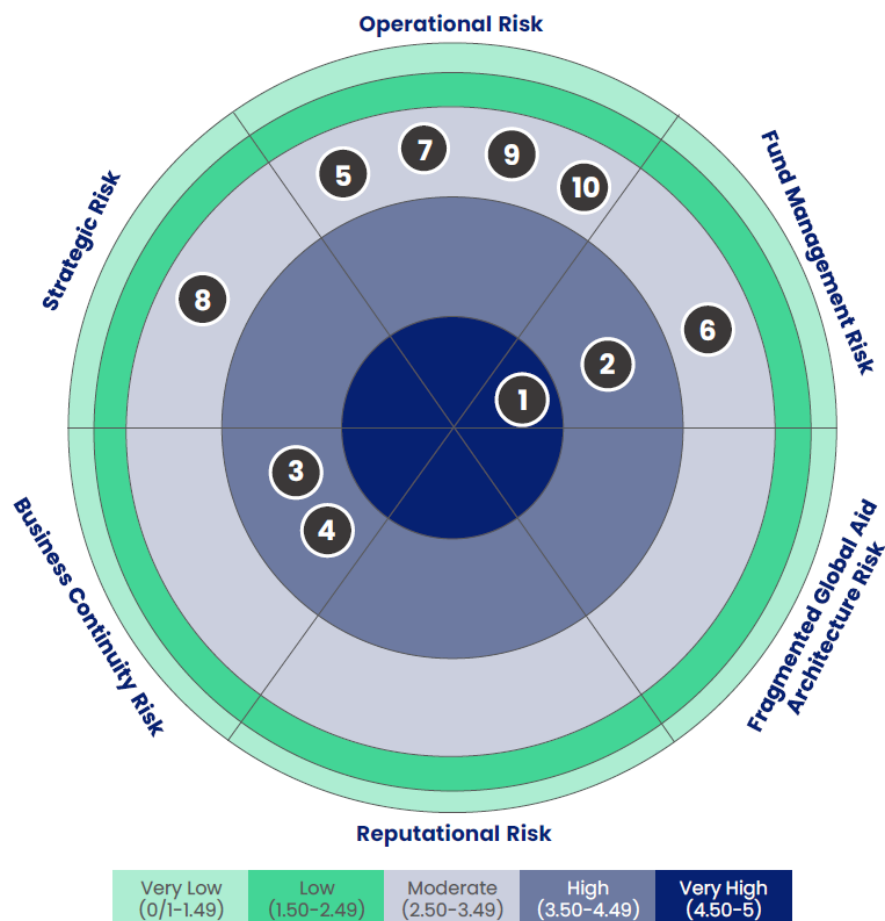 Operational Risk
Strategic Risk
Fund Management Risk
5
7
9
10
8
6
2
1
3
4
Business Continuity Risk
Fragmented Global Aid
Architecture Risk
Reputational Risk
Very Low
(0/1-1.49)
Low
(1.50-2.49)
Moderate
(2.50-3.49)
High
(3.50-4.49)
Very High
(4.50-5)